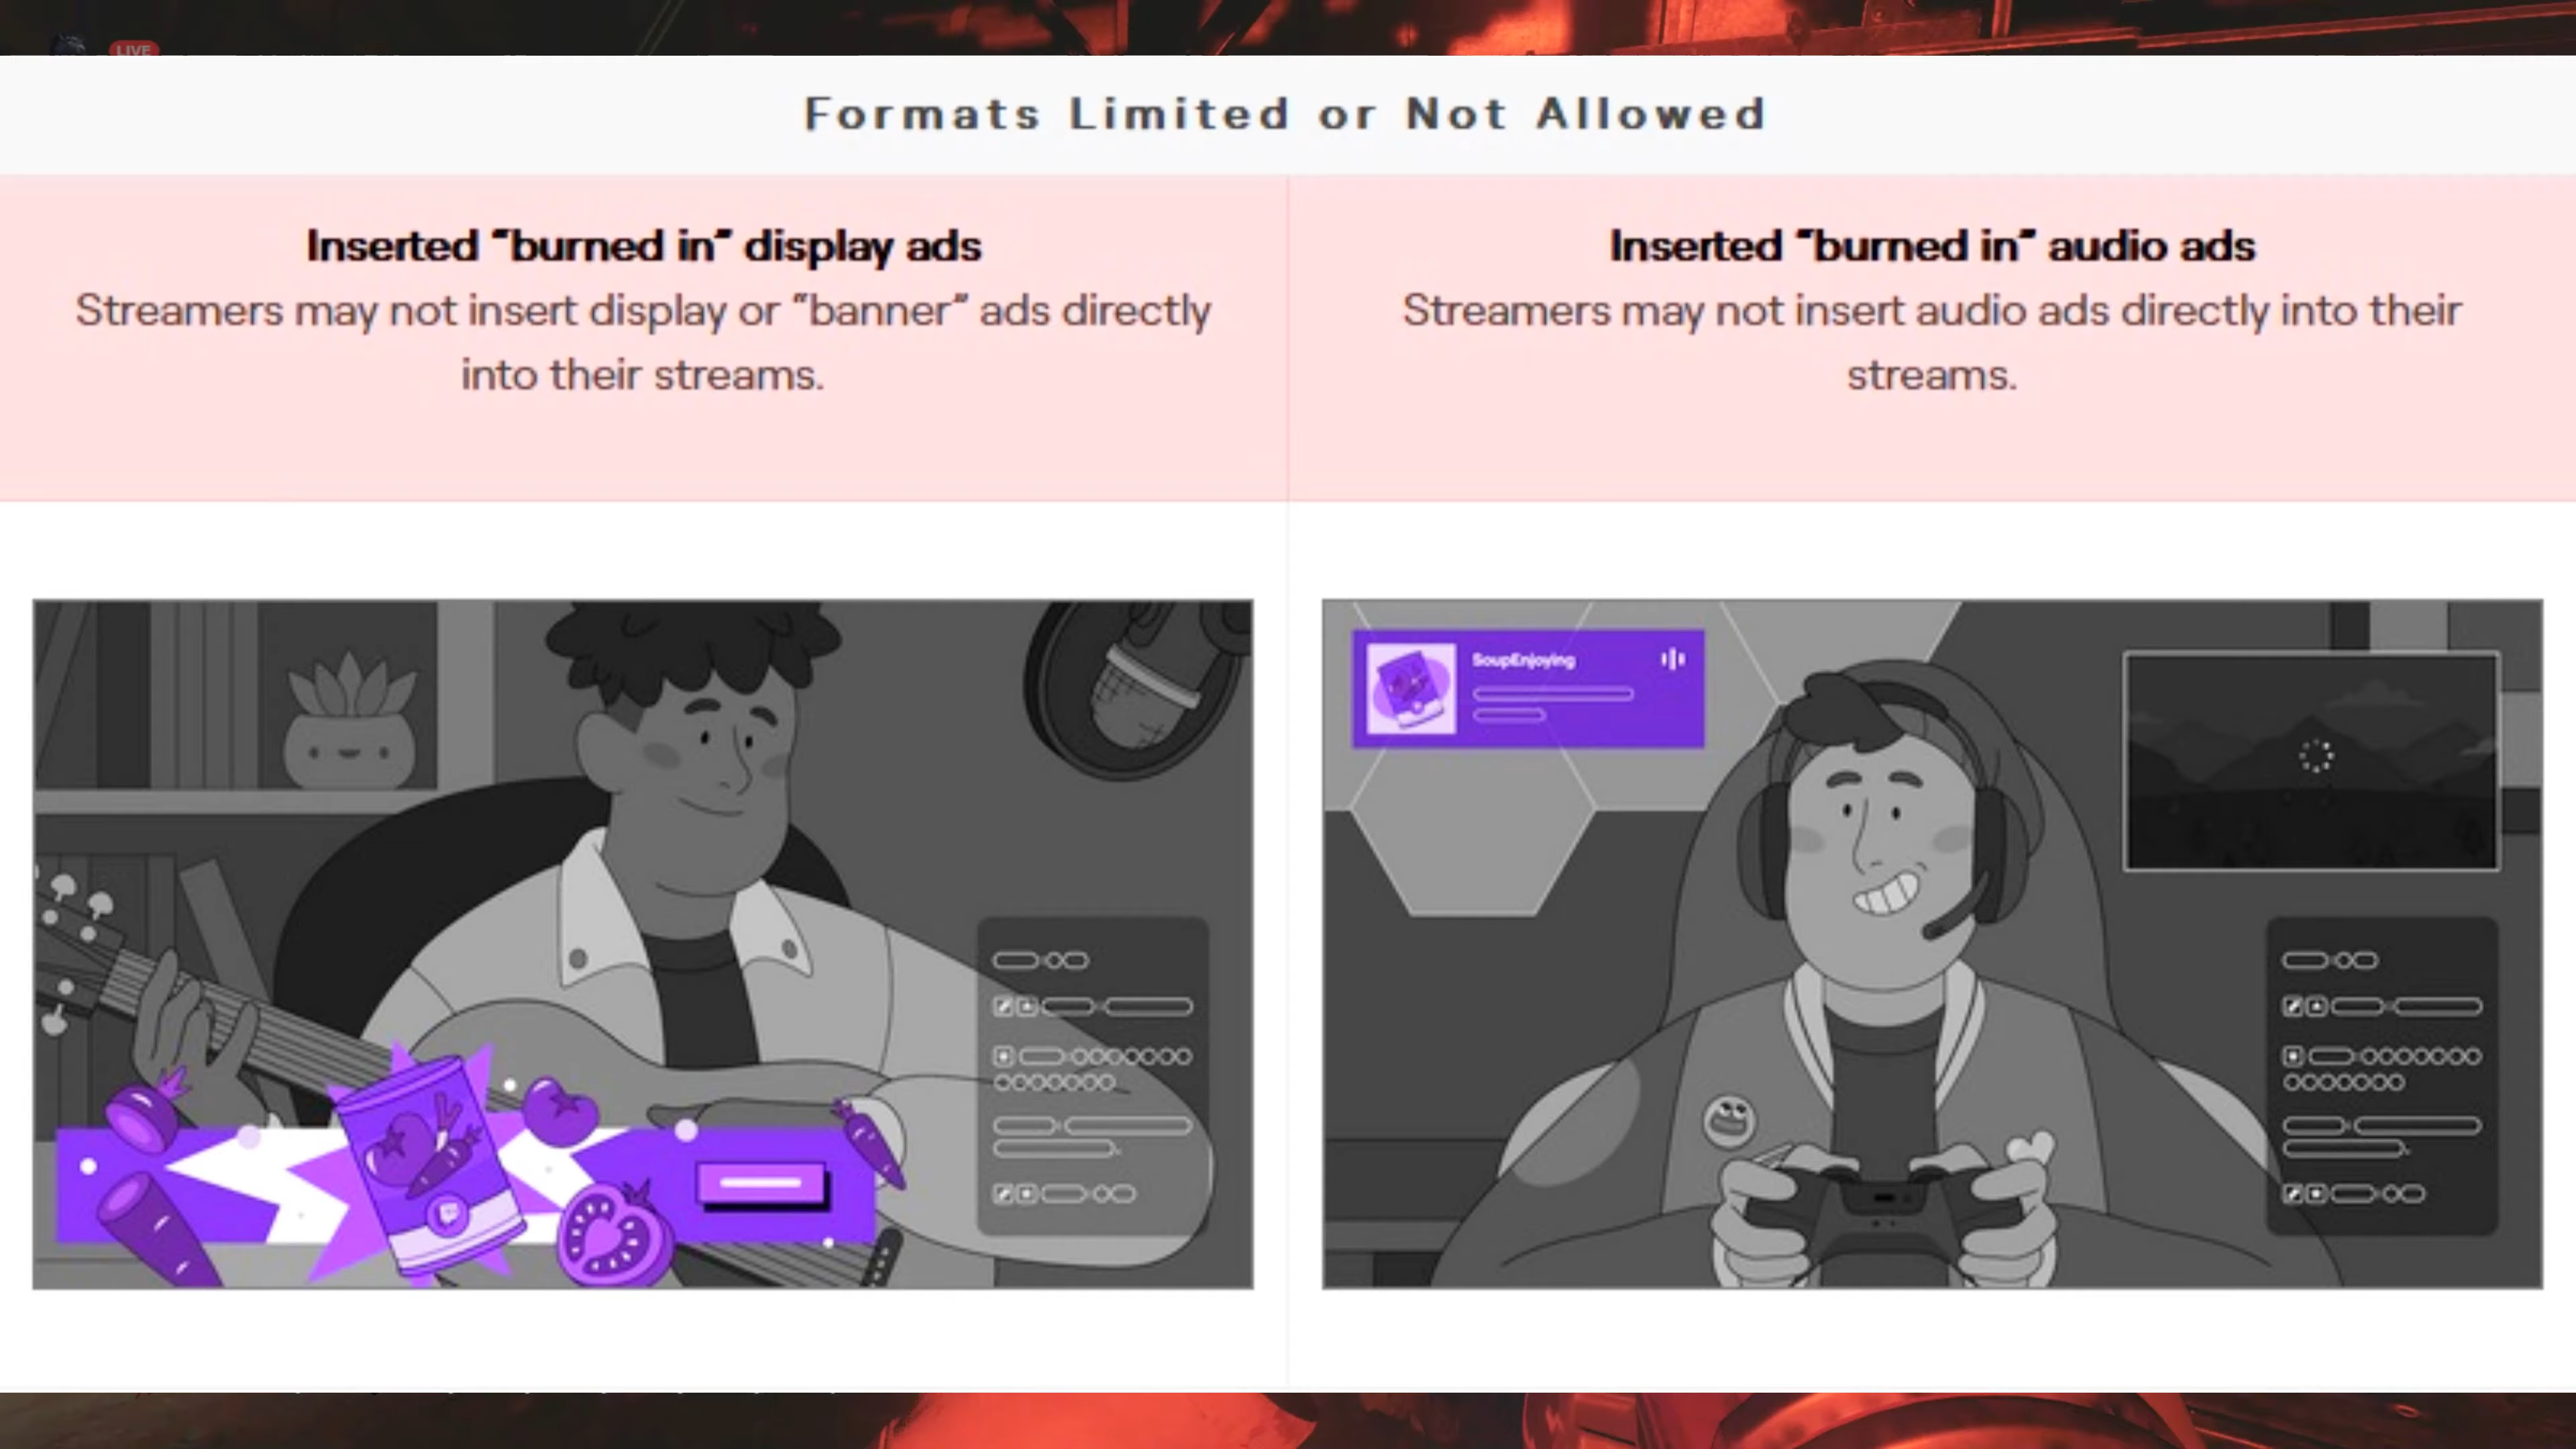 LIVE
Formats Limited or Not Allowed
Inserted “burned in” display ads
Streamers may not insert display or “banner” ads directly
into their streams.
Inserted “burned in” audio ads
Streamers may not insert audio ads directly into their
streams.
SoupEnjoying